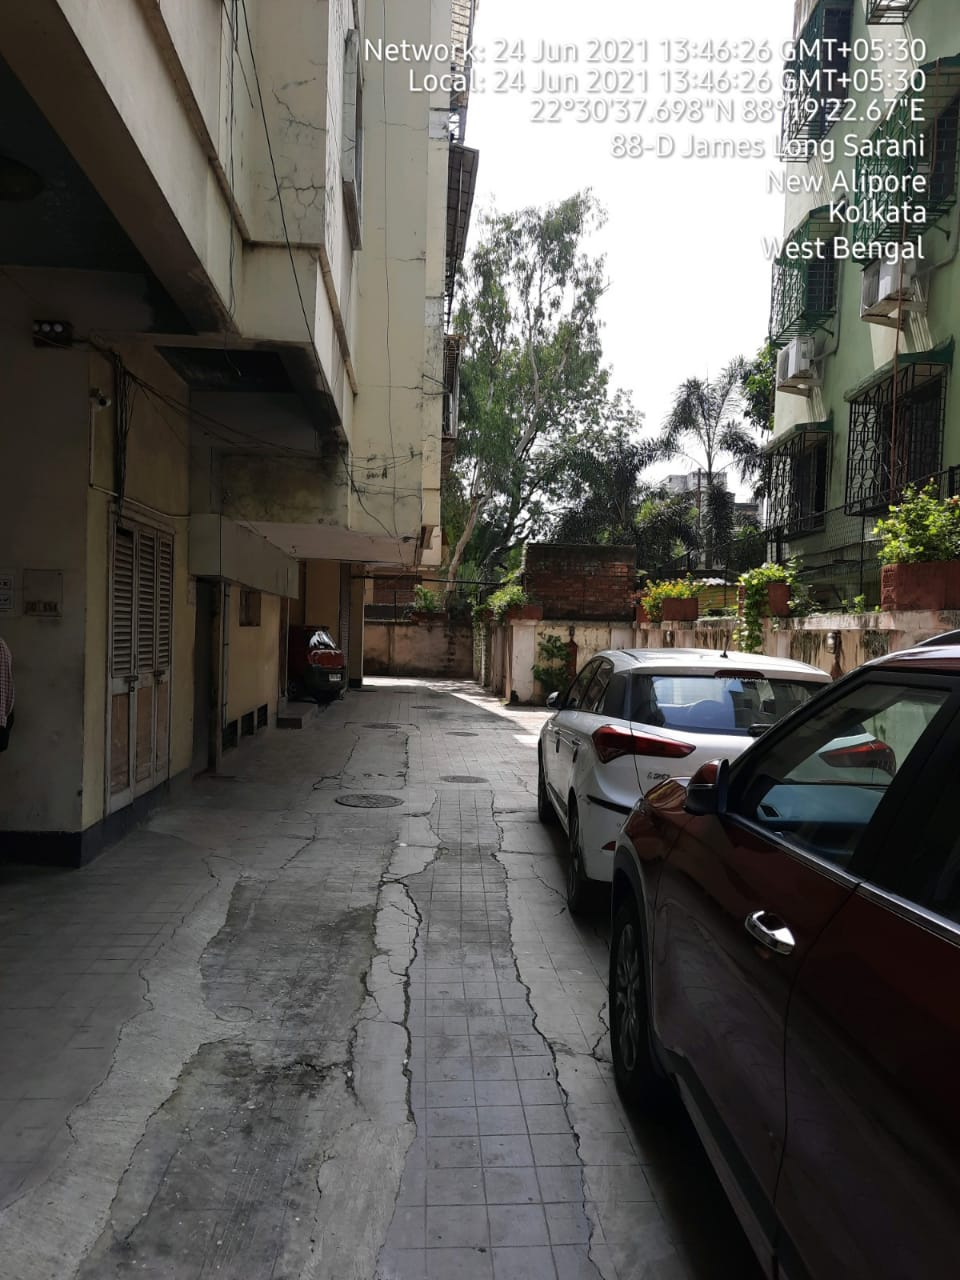 Network: 24 Jun 2021 13:46:26 GMT+05:30
Local: 24 Jun 2021 13:46:26 GMT+05:30
22°30'37.698"N 88°19'22.67"E
88-D James Long Sarani
New Alipore
Kolkata
West Bengal
i20